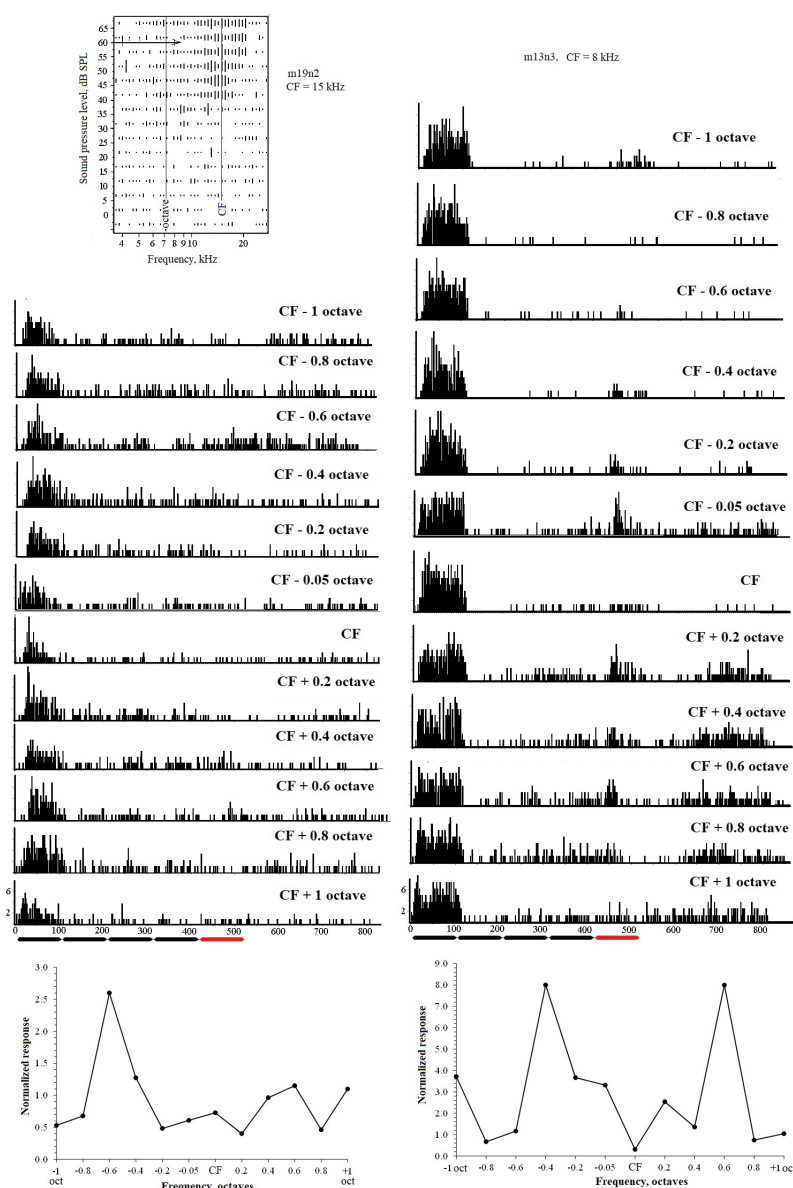 65
60
55
50
45
40
35
30
25
20
15
10
5
0
Sound pressure level, dB SPL
octave
CF
4 5 6 7 8 9 10 20
Frequency, kHz
m19n2
CF = 15 kHz
CF - 1 octave
CF - 0.8 octave
CF - 0.6 octave
CF - 0.4 octave
CF - 0.2 octave
CF - 0.05 octave
CF
CF + 0.2 octave
CF + 0.4 octave
CF + 0.6 octave
CF + 0.8 octave
CF + 1 octave
6
2
0 100 200 300 400 500 600 700 800
3.0
2.5
2.0
1.5
1.0
0.5
0.0
Normalized response
-1 -0.8 -0.6 -0.4 -0.2 -0.05 CF 0.2 0.4 0.6 0.8 +1
oct oct
Frequency, octaves
m13n3, CF = 8 kHz
CF - 1 octave
CF - 0.8 octave
CF - 0.6 octave
CF - 0.4 octave
CF - 0.2 octave
CF - 0.05 octave
CF
CF + 0.2 octave
CF + 0.4 octave
CF + 0.6 octave
CF + 0.8 octave
CF + 1 octave
6
2
0 100 200 300 400 500 600 700 800
9.0
8.0
7.0
6.0
5.0
4.0
3.0
2.0
1.0
0.0
Normalized response
-1 oct -0.8 -0.6 -0.4 -0.2 -0.05 CF 0.2 0.4 0.6 0.8 +1 oc
Frequency, octaves